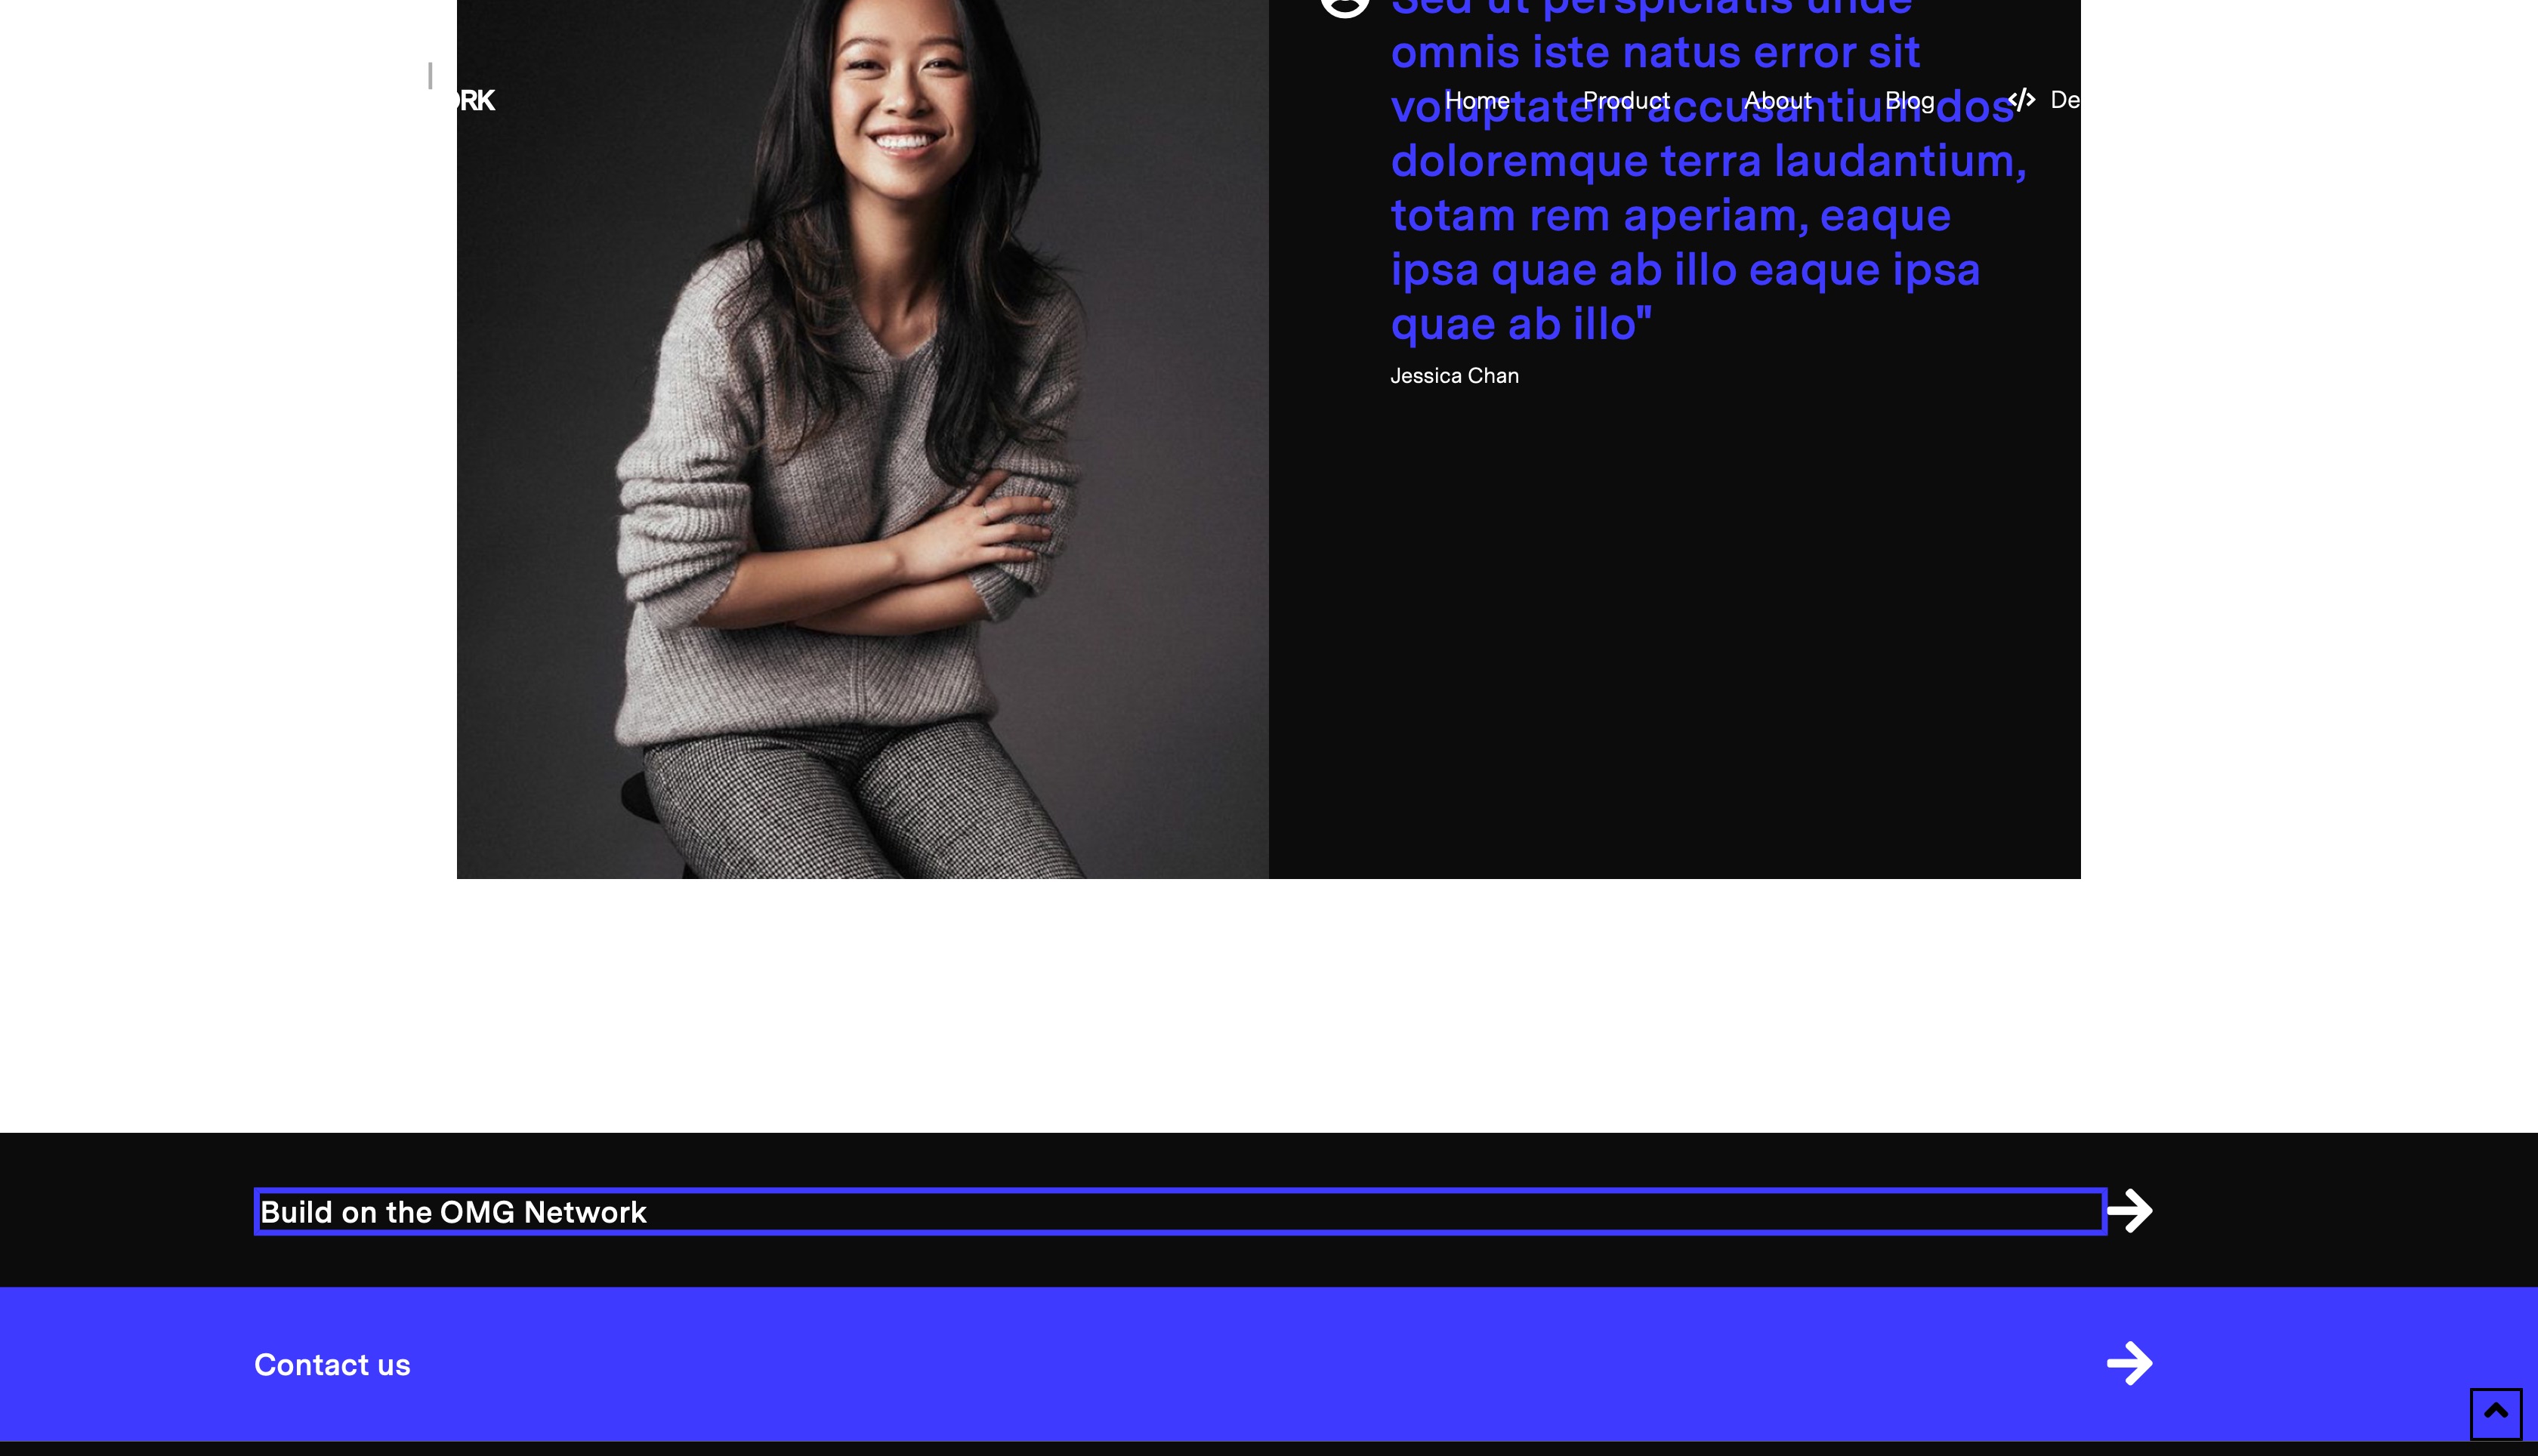 Sed ut perspiciatis unde
omnis iste natus error sit
ORK
Home Product About Blog </> De
voluptatem accusantium dos
doloremque terra laudantium,
totam rem aperiam, eaque
ipsa quae ab illo eaque ipsa
quae ab illo"
Jessica Chan
Build on the OMG Network
Contact us